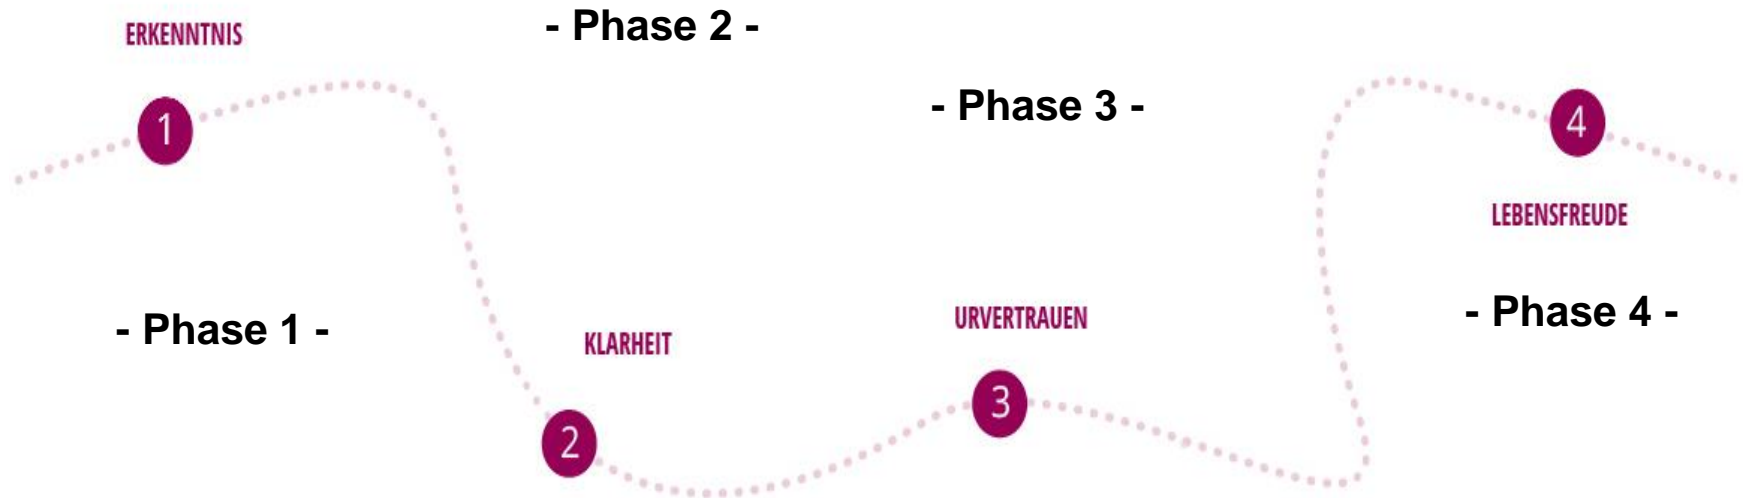 ERKENNTNIS
1
- Phase 1 -
- Phase 2 -
KLARHEIT
2
- Phase 3 -
URVERTRAUEN
3
4
LEBENSFREUDE
- Phase 4 -